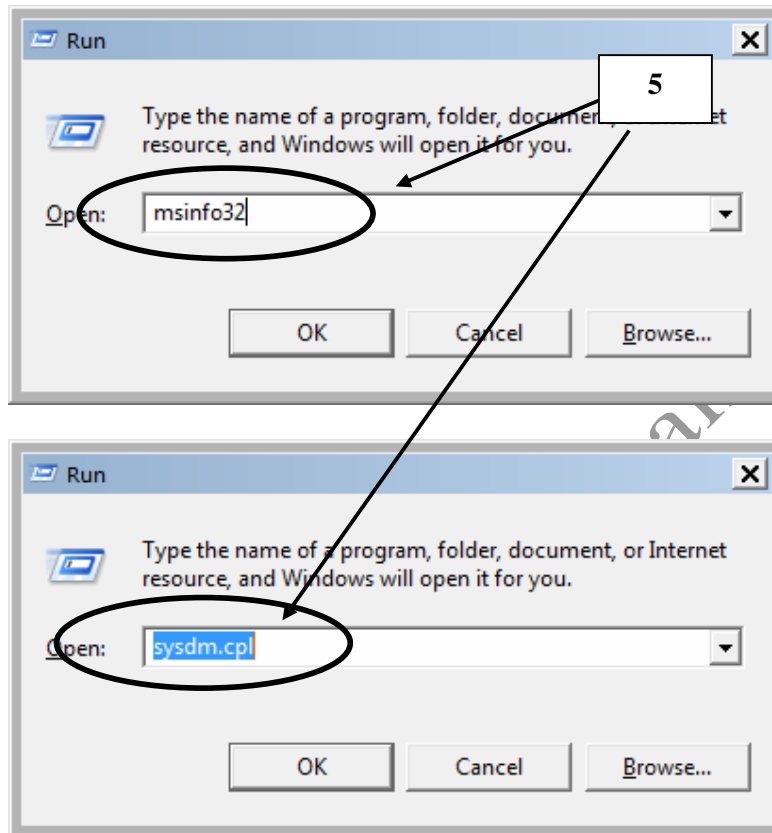 Run
5
Type the name of a program, folder, document, or Internet
resource, and Windows will open it for you.
Open: msinfo32
OK Cancel Browse...
Run
Type the name of a program, folder, document, or Internet
resource, and Windows will open it for you.
Open: sysdm.cpl
OK Cancel Browse...